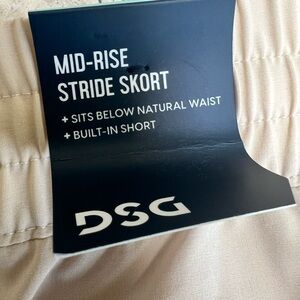 MID-RISE
STRIDE SKORT
+ SITS BELOW NATURAL WAIST
+ BUILT-IN SHORT
DSG